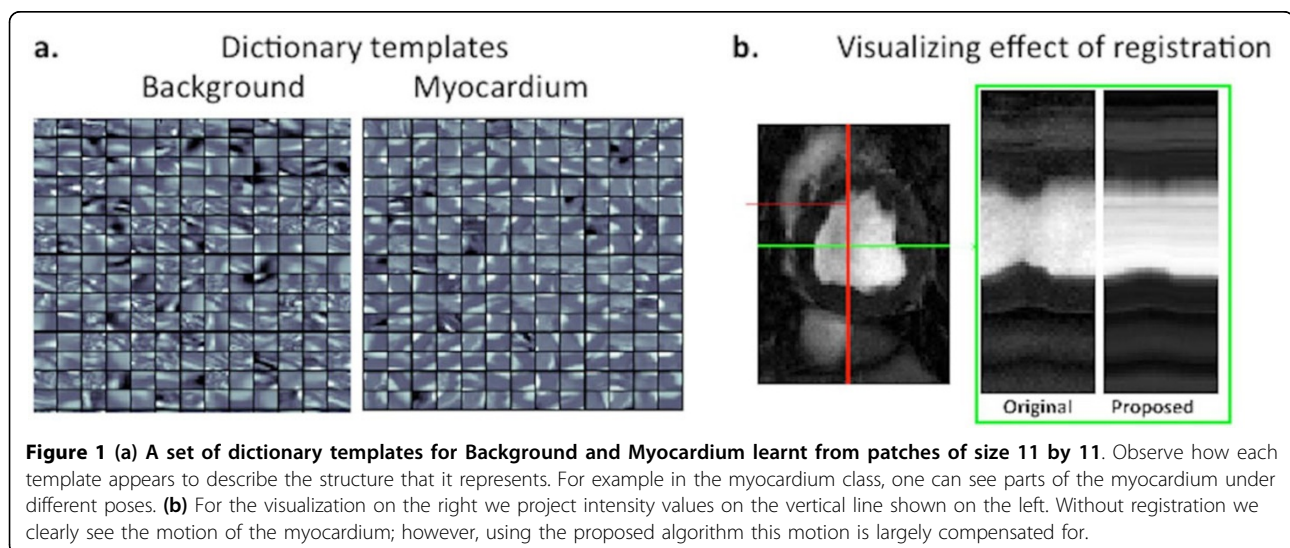 a.
Dictionary templates
Background
Myocardium
b.
Visualizing effect of registration
Original
Proposed
Figure 1 (a) A set of dictionary templates for Background and Myocardium learnt from patches of size 11 by 11. Observe how each
template appears to describe the structure that it represents. For example in the myocardium class, one can see parts of the myocardium under
different poses. (b) For the visualization on the right we project intensity values on the vertical line shown on the left. Without registration we
clearly see the motion of the myocardium; however, using the proposed algorithm this motion is largely compensated for.